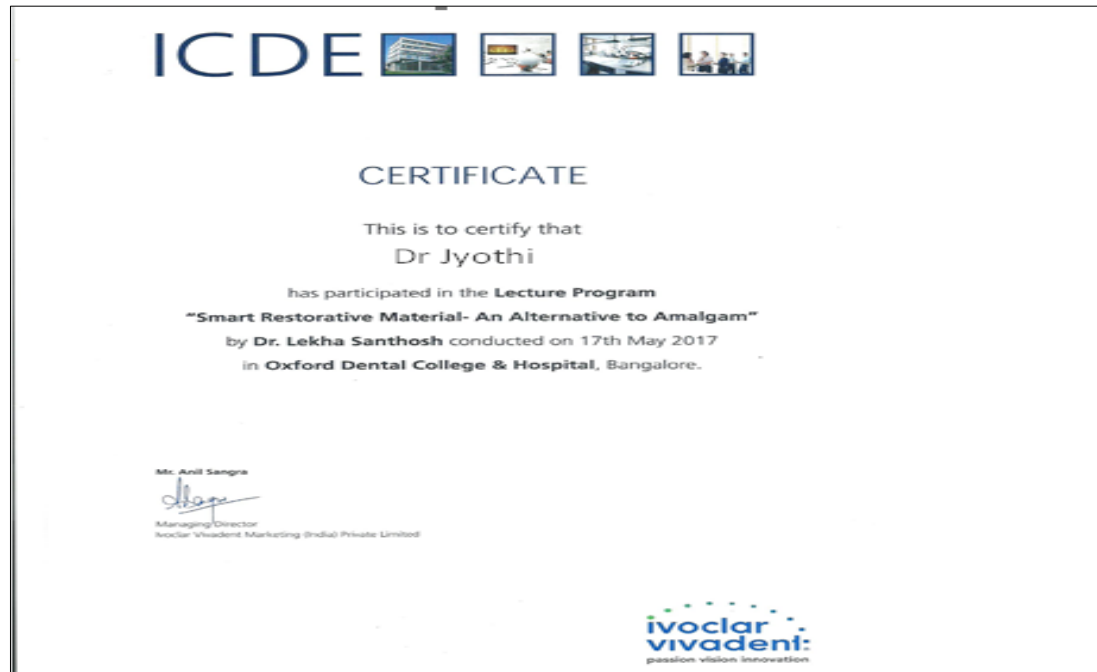 ICDE
CERTIFICATE
This is to certify that
Dr Jyothi
has participated in the Lecture Program
"Smart Restorative Material- An Alternative to Amalgam"
by Dr. Lekha Santhosh conducted on 17th May 2017
in Oxford Dental College & Hospital, Bangalore.
Mr. Anil Sangra
Managing Director
Ivoclar Vivadent Marketing (India) Private Limited
ivoclar
vivadent:
passion vision innovation